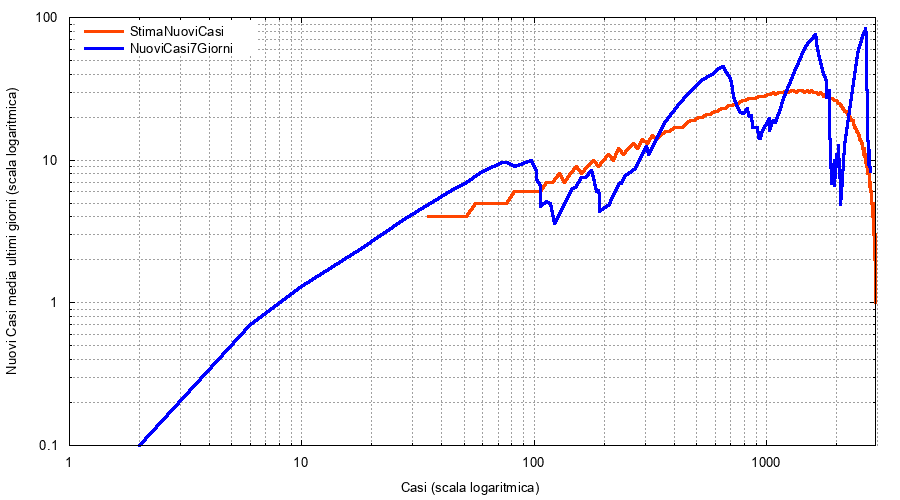 StimaNuoviCasi
NuoviCasi7Giorni
Nuovi Casi media ultimi giorni (scala logaritmica)
100
10
1
0.1
1
10
100
1000
Casi (scala logaritmica)